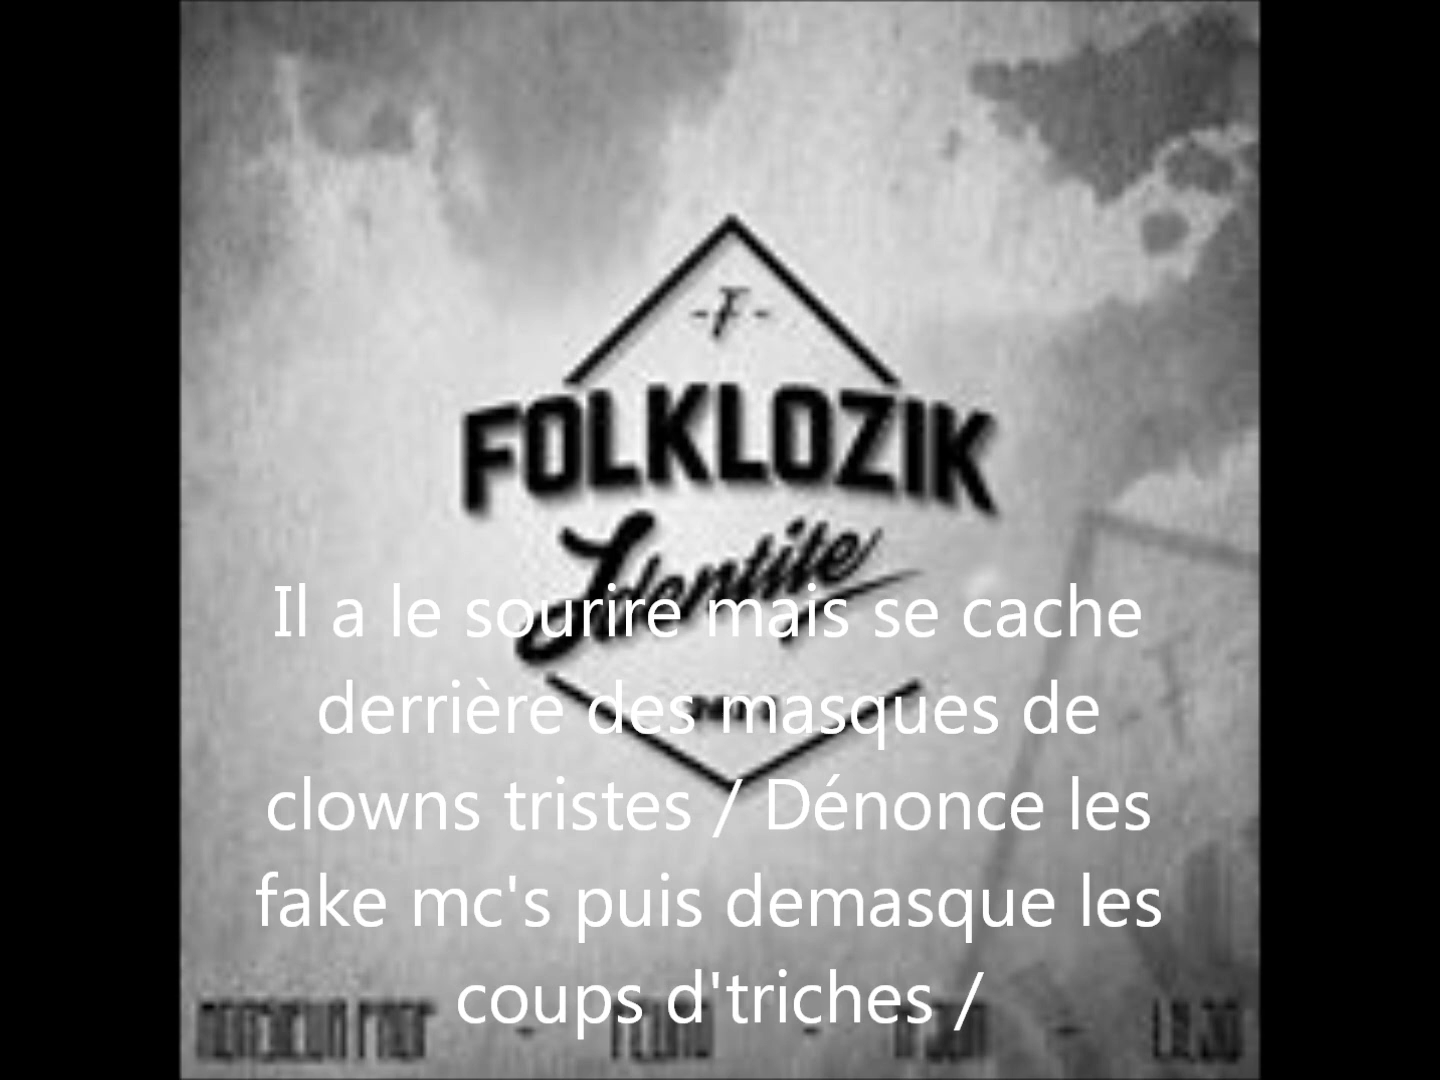 -F-
FOLKLOZIK
Identite
Il a le sourire mais se cache
derrière des masques de
clowns tristes / Dénonce les
fake mc's puis demasque les
coups d'triches /